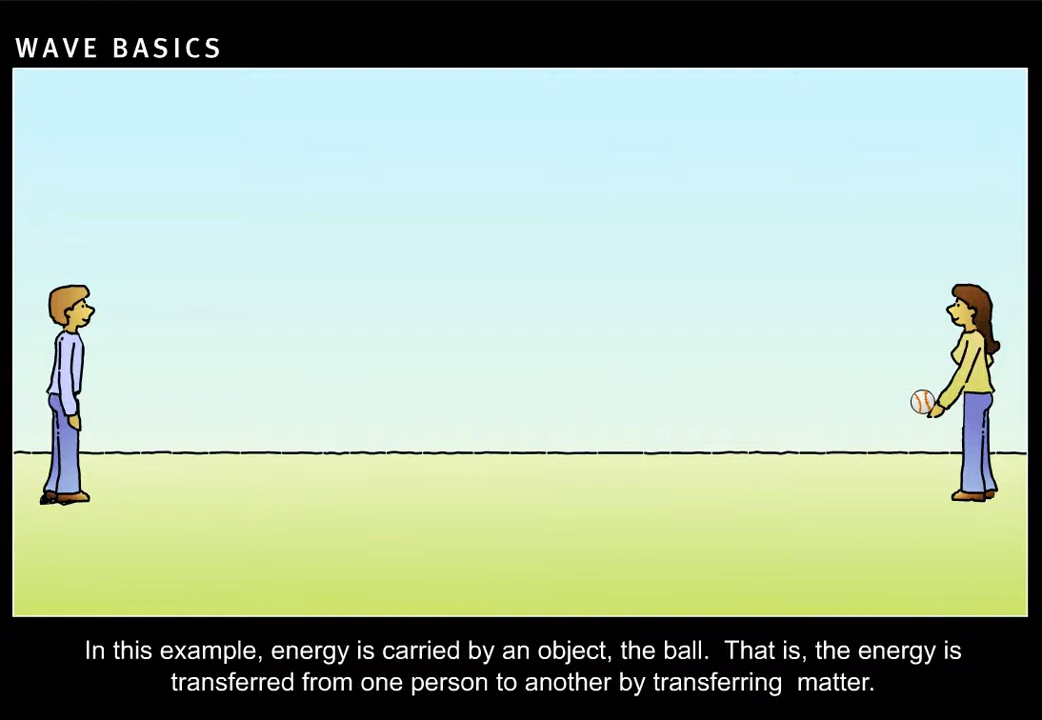 WAVE BASICS
In this example, energy is carried by an object, the ball.  That is, the energy is
transferred from one person to another by transferring  matter.